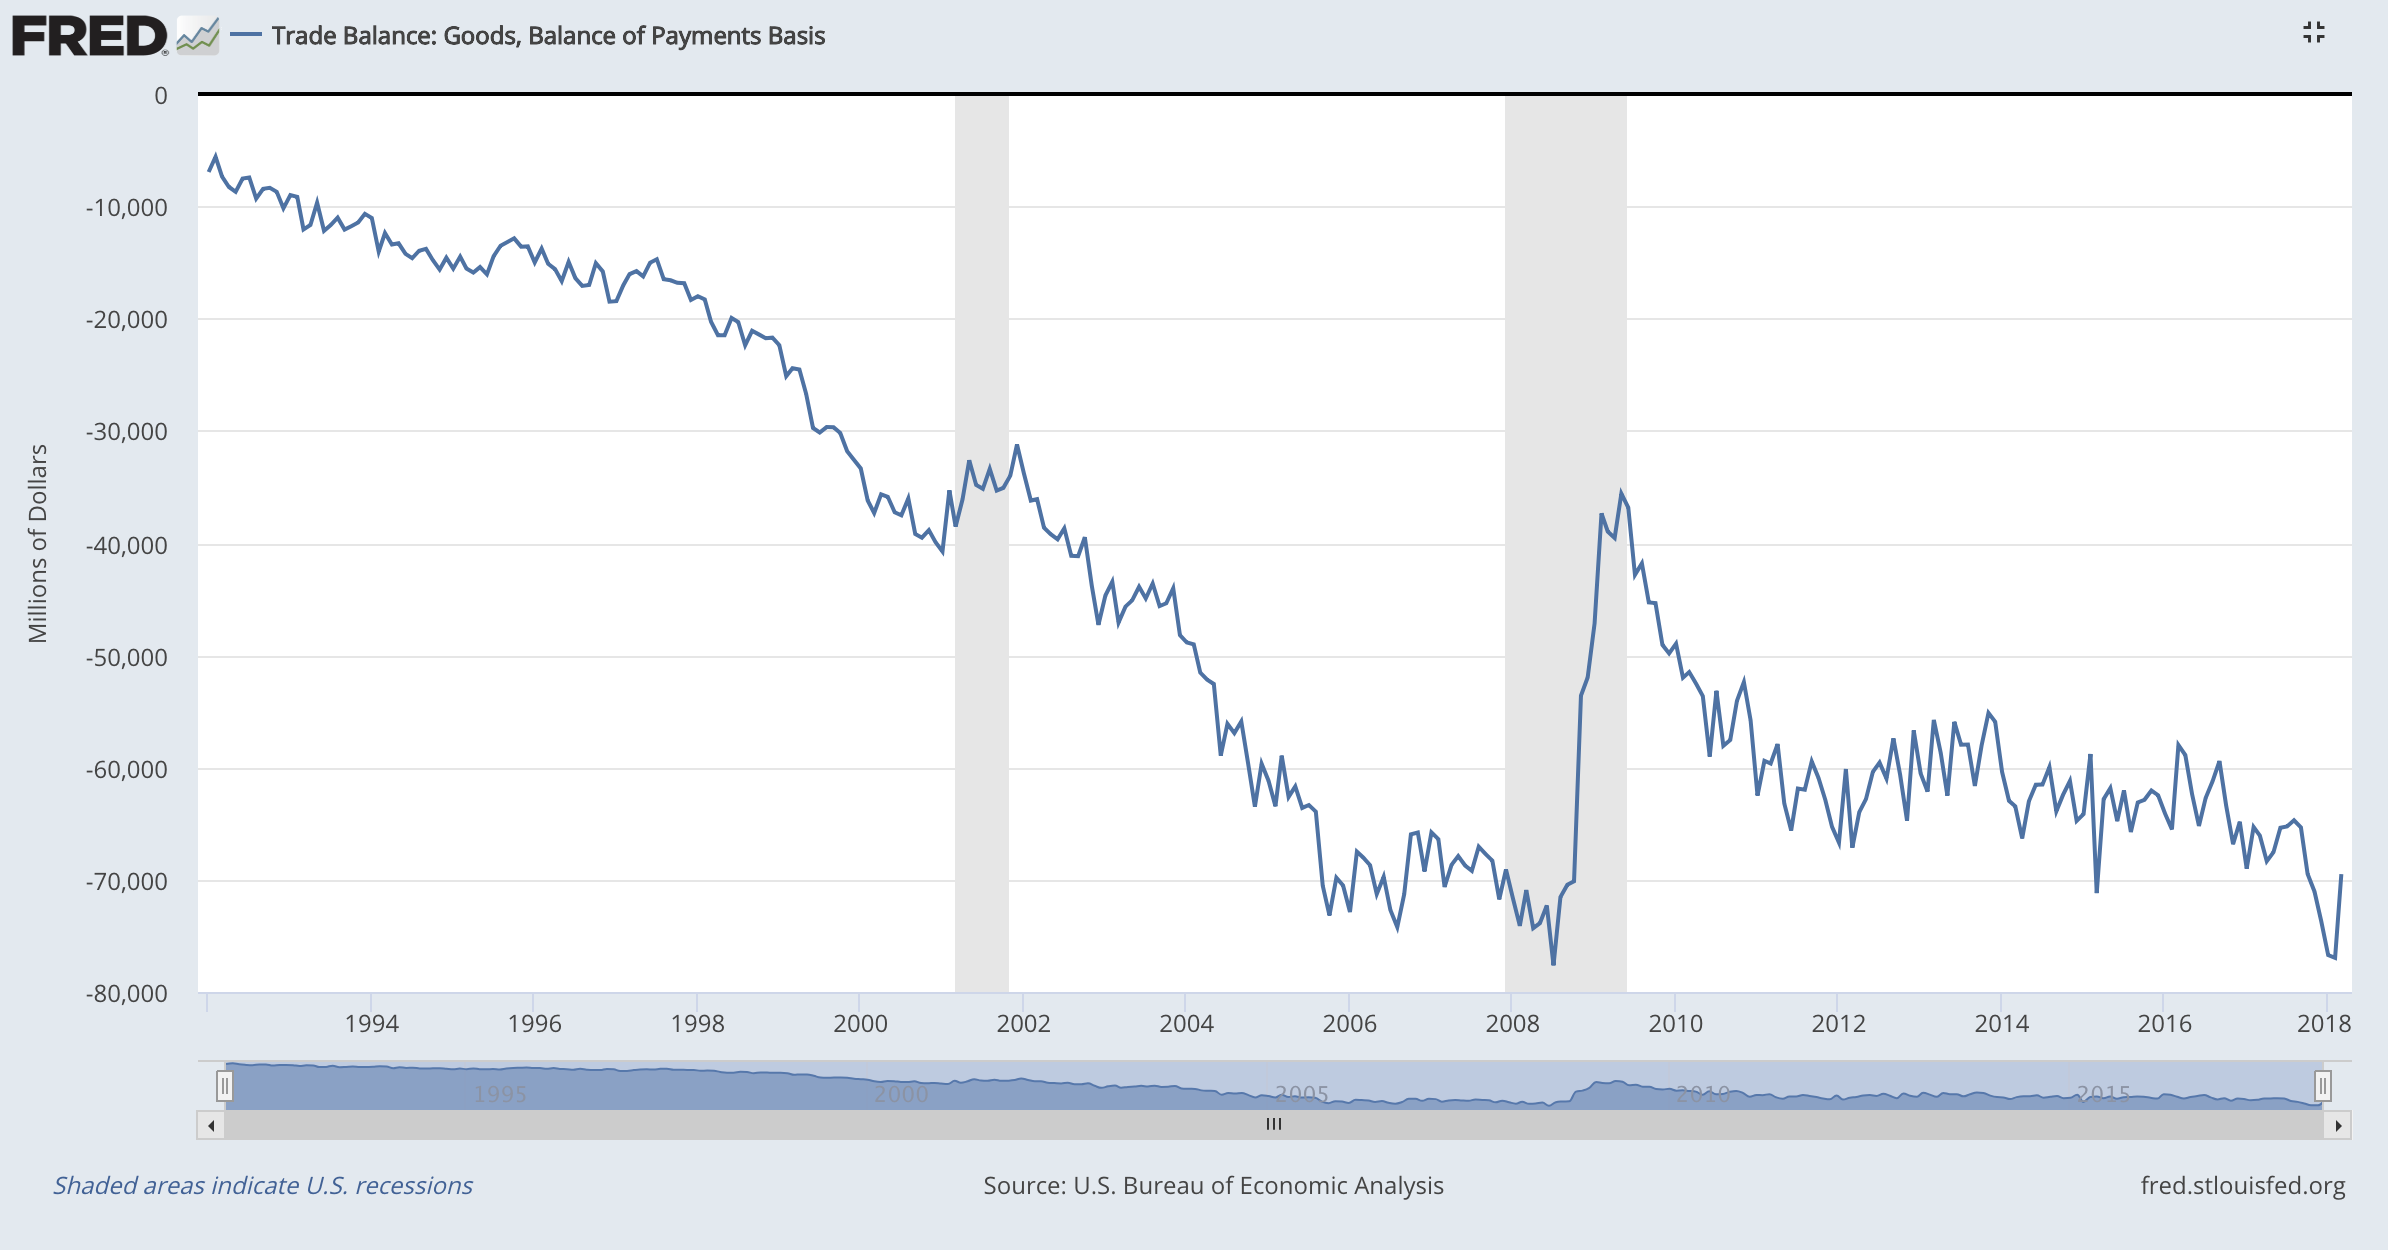 FRED
Trade Balance: Goods, Balance of Payments Basis
Millions of Dollars
0
-10,000
-20,000
-30,000
-40,000
-50,000
-60,000
-70,000
-80,000
1994 1996 1998 2000 2002 2004 2006 2008 2010 2012 2014 2016 2018
1995 2000 2005 2010 2015
Shaded areas indicate U.S. recessions
Source: U.S. Bureau of Economic Analysis
fred.stlouisfed.org